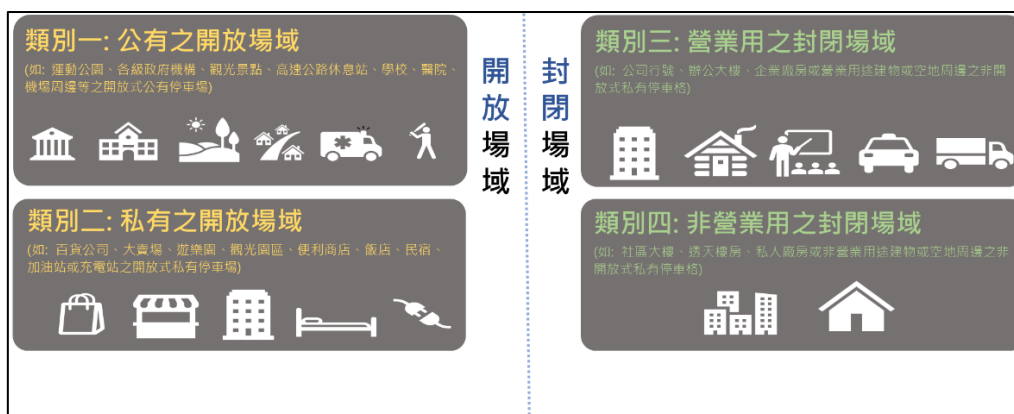 類別一: 公有之開放場域
(如: 運動公園、各級政府機構、觀光景點、高速公路休息站、學校、醫院、
機場周邊等之開放式公有停車場)
類別二: 私有之開放場域
(如: 百貨公司、大賣場、遊樂園、觀光園區、便利商店、飯店、民宿、
加油站或充電站之開放式私有停車場)
開放場域
封閉場域
類別三: 營業用之封閉場域
(如: 公司行號、辦公大樓、企業廠房或營業用途建物或空地周邊之非開
放式私有停車格)
類別四: 非營業用之封閉場域
(如: 社區大樓、透天樓房、私人廠房或非營業用途建物或空地周邊之非
開放式私有停車格)